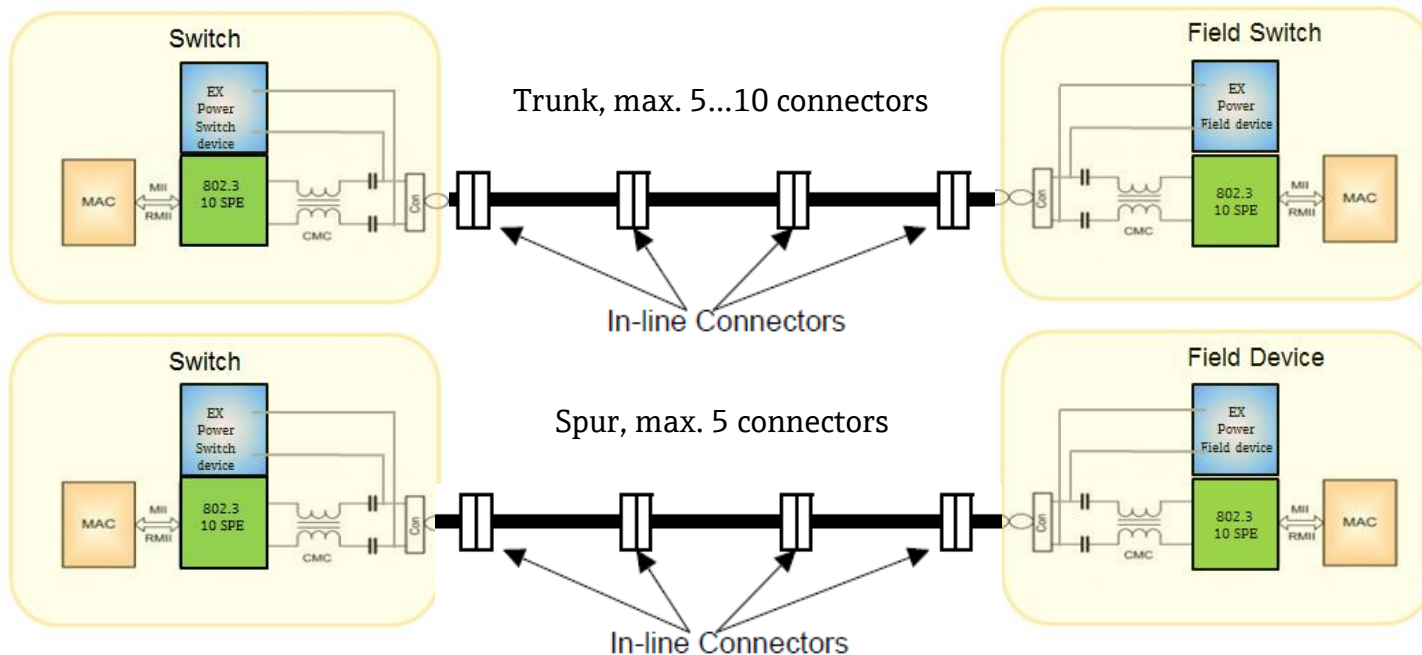 Switch
Field Switch
EX
Power
Switch
device
Trunk, max. 5...10 connectors
EX
Power
Field device
MAC
MII
RMII
802.3
10 SPE
CMC
Con
Con
CMC
802.3
10 SPE
MII
RMII
MAC
In-line Connectors
Switch
Field Device
EX
Power
Switch
device
Spur, max. 5 connectors
EX
Power
Field device
MAC
MII
RMII
802.3
10 SPE
CMC
Con
Con
CMC
802.3
10 SPE
MII
RMII
MAC
In-line Connectors